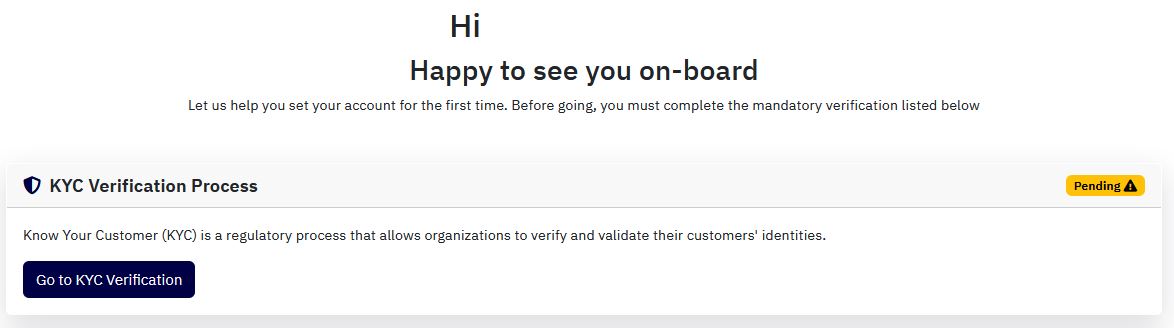 Hi
Happy to see you on-board
Let us help you set your account for the first time. Before going, you must complete the mandatory verification listed below
KYC Verification Process
Pending
Know Your Customer (KYC) is a regulatory process that allows organizations to verify and validate their customers' identities.
Go to KYC Verification